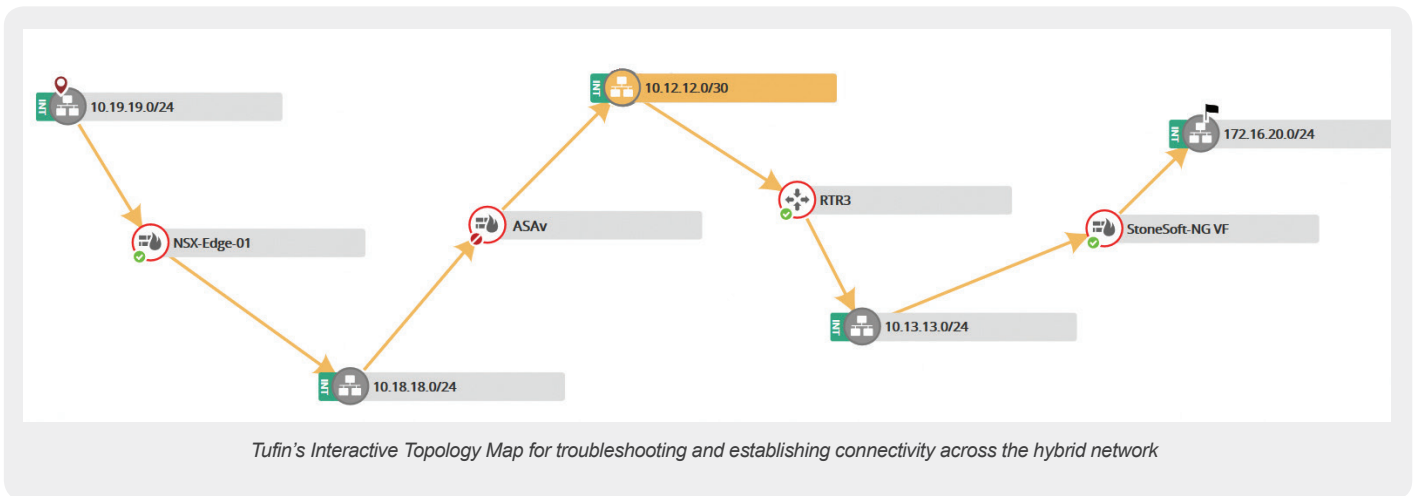 INT
10.19.19.0/24
NSX-Edge-01
INT
10.18.18.0/24
ASAv
INT
10.12.12.0/30
RTR3
INT
10.13.13.0/24
StoneSoft-NG VF
INT
172.16.20.0/24
Tufin's Interactive Topology Map for troubleshooting and establishing connectivity across the hybrid network